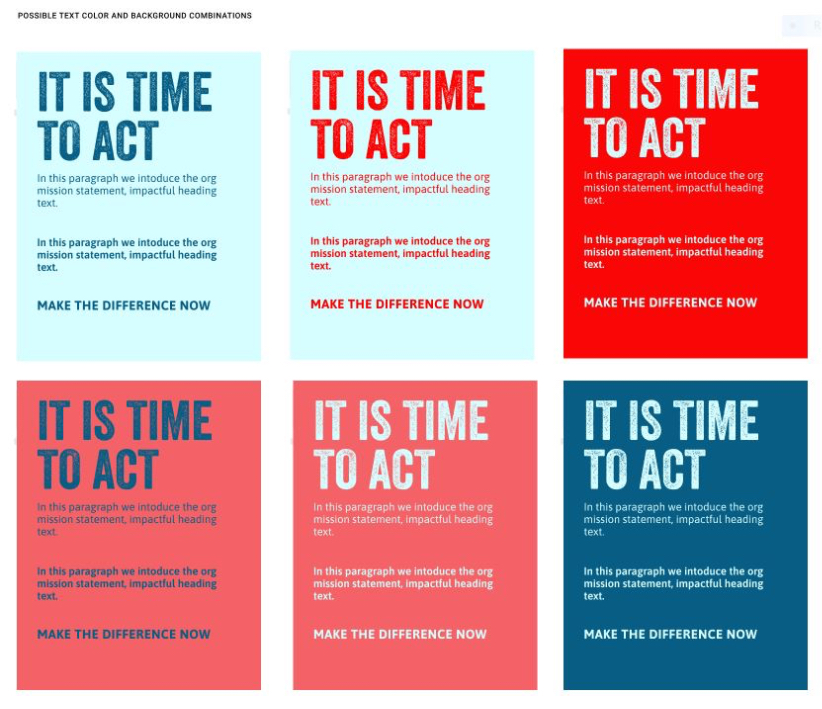 POSSIBLE TEXT COLOR AND BACKGROUND COMBINATIONS
IT IS TIME
TO ACT
In this paragraph we intoduce the org
mission statement, impactful heading
text.
In this paragraph we intoduce the org
mission statement, impactful heading
text.
MAKE THE DIFFERENCE NOW
IT IS TIME
TO ACT
In this paragraph we intoduce the org
mission statement, impactful heading
text.
In this paragraph we intoduce the org
mission statement, impactful heading
text.
MAKE THE DIFFERENCE NOW
IT IS TIME
TO ACT
In this paragraph we intoduce the org
mission statement, impactful heading
text.
In this paragraph we intoduce the org
mission statement, impactful heading
text.
MAKE THE DIFFERENCE NOW
IT IS TIME
TO ACT
In this paragraph we intoduce the org
mission statement, impactful heading
text.
In this paragraph we intoduce the org
mission statement, impactful heading
text.
MAKE THE DIFFERENCE NOW
IT IS TIME
TO ACT
In this paragraph we intoduce the org
mission statement, impactful heading
text.
In this paragraph we intoduce the org
mission statement, impactful heading
text.
MAKE THE DIFFERENCE NOW
IT IS TIME
TO ACT
In this paragraph we intoduce the org
mission statement, impactful heading
text.
In this paragraph we intoduce the org
mission statement, impactful heading
text.
MAKE THE DIFFERENCE NOW